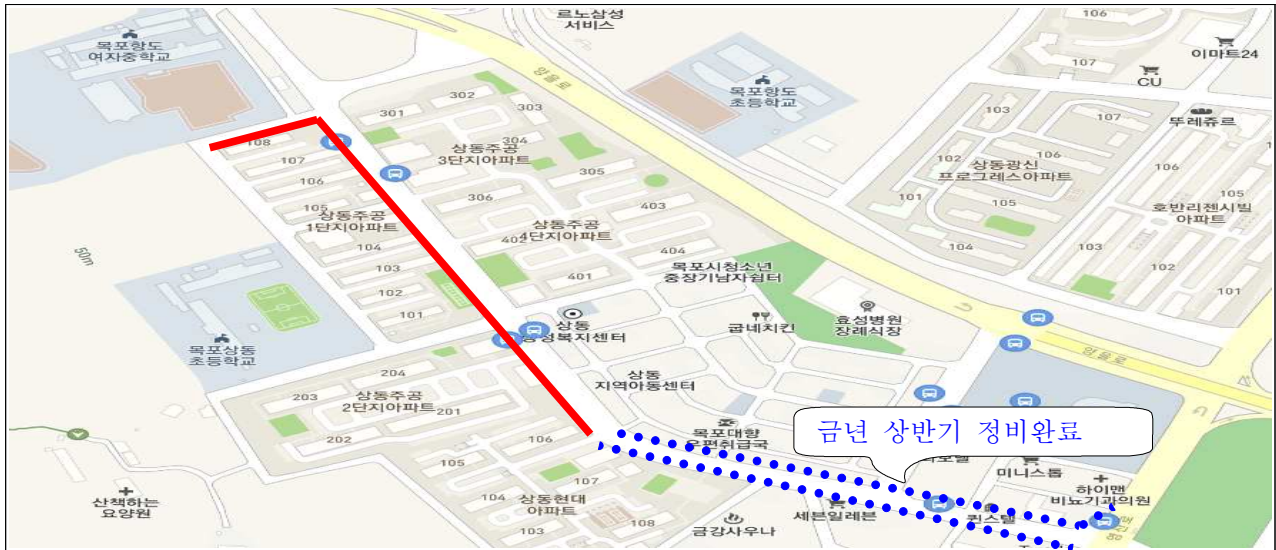 르노삼성
서비스
목포항도
여자중학교
106
이마트24
107
CU
양을로
목포항도
초등학교
302
303
301
103
107
뚜레쥬르
108
304
상동주공
3단지아파트
107
102
106
상동광신
프로그레스아파트
106
305
105
306
101
105
호반리젠시빌
아파트
105
403
상동주공
1단지아파트
상동주공
4단지아파트
402
104
404
104
103
50m
103
401
목포시청소년
중장기남자쉼터
102
102
101
101
상동
지역아동센터
굽네치킨
효성병원
장례식장
목포상동
초등학교
양을로
204
203
상동주공
2단지아파트
201
202
106
목포대항
우편취급국
금년 상반기 정비완료
105
107
미니스톱
하이맨
비뇨기과의원
산책하는
요양원
104
상동현대
아파트
103
108
금강사우나
세븐일레븐
퀸스텔